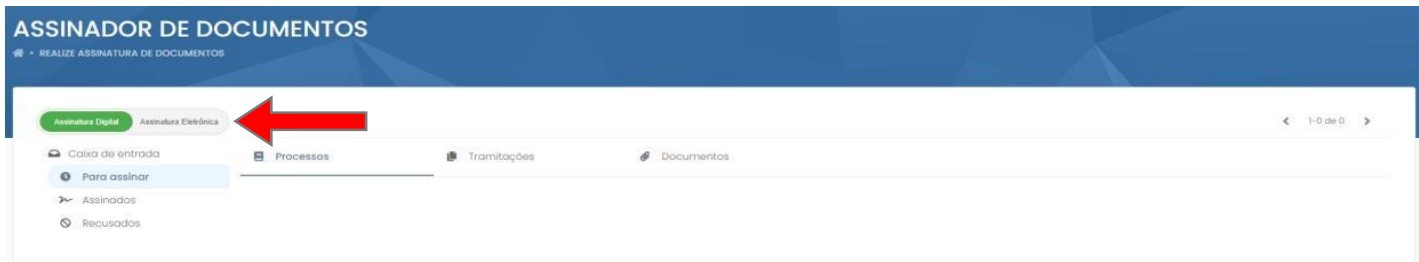 ASSINADOR DE DOCUMENTOS
• REALIZE ASSINATURA DE DOCUMENTOS
Assinatura Digital Assinatura Eletrônica
1-0 de 0
Caixa de entrada
Processos Tramitações Documentos
Para assinar
Assinados
Recusados